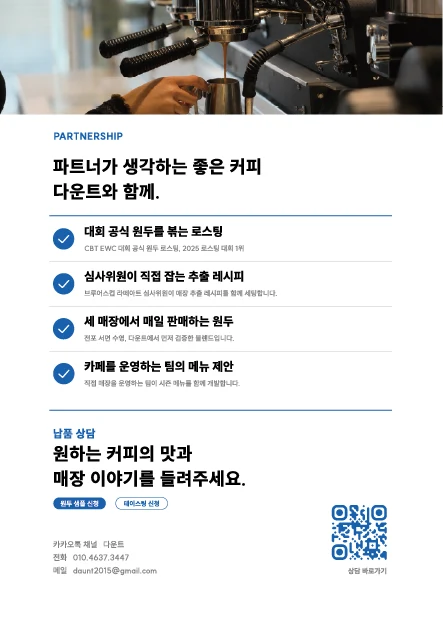 PARTNERSHIP
파트너가 생각하는 좋은 커피
다운트와 함께.
대회 공식 원두를 볶는 로스팅
CBT EWC 대회 공식 원두 로스팅, 2025 로스팅 대회 1위
심사위원이 직접 잡는 추출 레시피
브루어스컵 라떼아트 심사위원이 매장 추출 레시피를 함께 세팅합니다.
세 매장에서 매일 판매하는 원두
전포 서면 수영, 다운트에서 먼저 검증한 블렌드입니다.
카페를 운영하는 팀의 메뉴 제안
직접 매장을 운영하는 팀이 시즌 메뉴를 함께 개발합니다.
납품 상담
원하는 커피의 맛과
매장 이야기를 들려주세요.
원두 샘플 신청 테이스팅 신청
카카오톡 채널 다운트
전화 010.4637.3447
메일 daunt2015@gmail.com
상담 바로가기